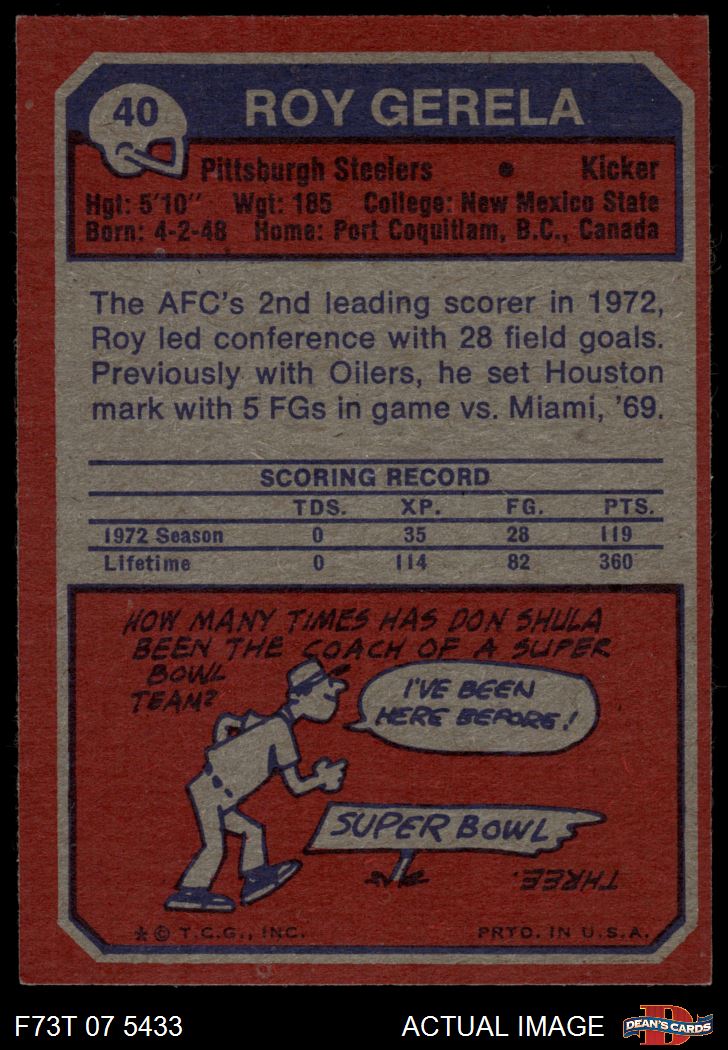 40
ROY GERELA
Pittsburgh Steelers • Kicker
Hgt: 5'10" Wgt: 185 College: New Mexico State
Born: 4-2-48 Home: Port Coquitlam, B.C., Canada
The AFC's 2nd leading scorer in 1972,
Roy led conference with 28 field goals.
Previously with Oilers, he set Houston
mark with 5 FGs in game vs. Miami, '69.
SCORING RECORD
TDS. XP. FG. PTS.
1972 Season 0 35 28 119
Lifetime 0 114 82 360
HOW MANY TIMES HAS DON SHULA
BEEN THE COACH OF A SUPER
BOWL
TEAM?
I'VE BEEN
HERE BEFORE!
SUPER BOWL
THREE.
* © T.C.G., INC. PRTD. IN U.S.A.
F73T 07 5433 ACTUAL IMAGE
D
DEAN'S CARDS